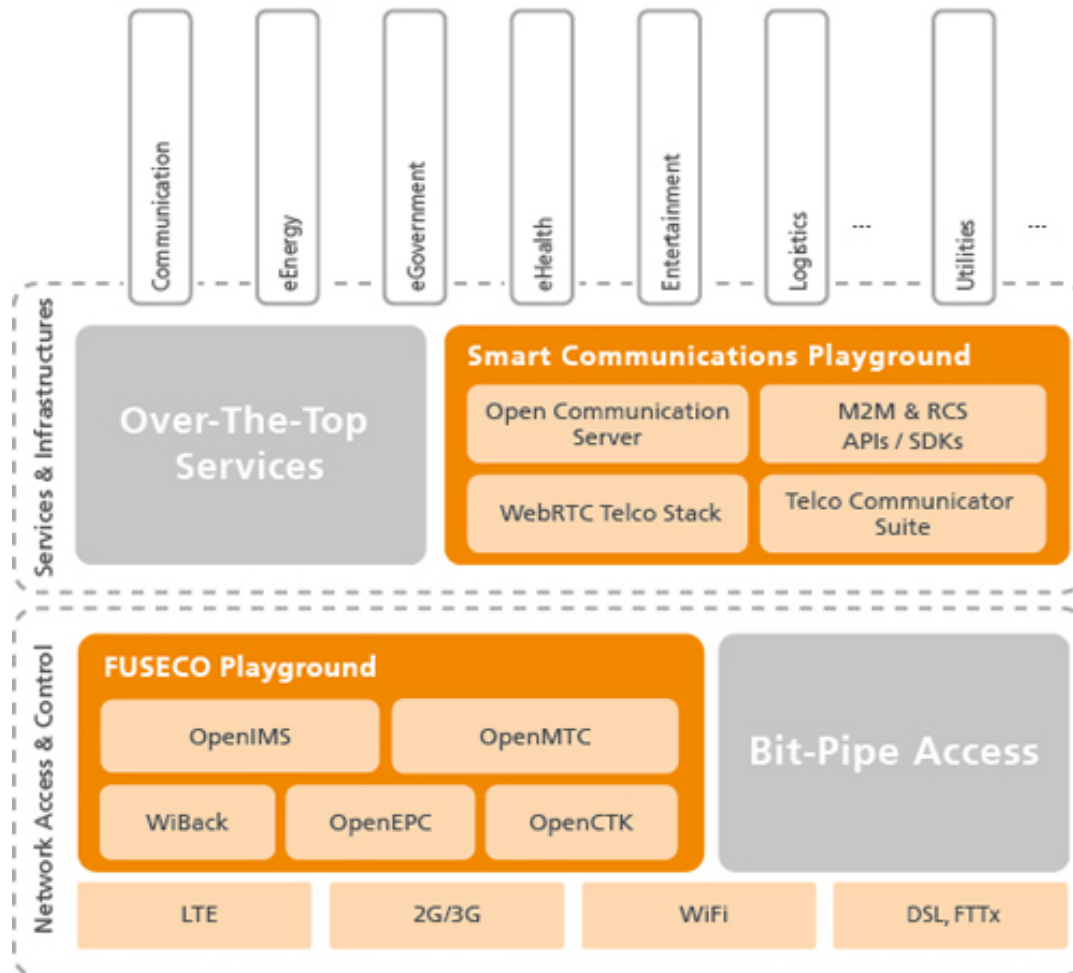 Communication
eEnergy
eGovernment
eHealth
Entertainment
Logistics
...
Utilities
...
Services & Infrastructures
Over-The-Top
Services
Smart Communications Playground
Open Communication
Server
M2M & RCS
APIs / SDKs
WebRTC Telco Stack
Telco Communicator
Suite
Network Access & Control
FUSECO Playground
OpenIMS
OpenMTC
WiBack
OpenEPC
OpenCTK
Bit-Pipe Access
LTE
2G/3G
WiFi
DSL, FTTx